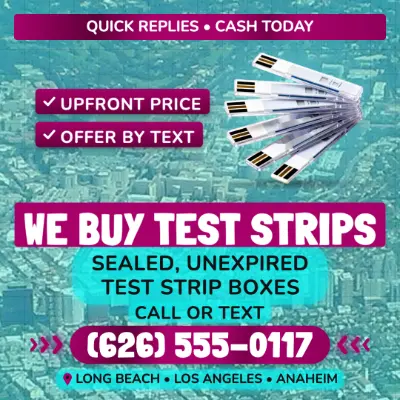 QUICK REPLIES • CASH TODAY
✓ UPFRONT PRICE
✓ OFFER BY TEXT
WE BUY TEST STRIPS
SEALED, UNEXPIRED
TEST STRIP BOXES
CALL OR TEXT
(626) 555-0117
LONG BEACH • LOS ANGELES • ANAHEIM